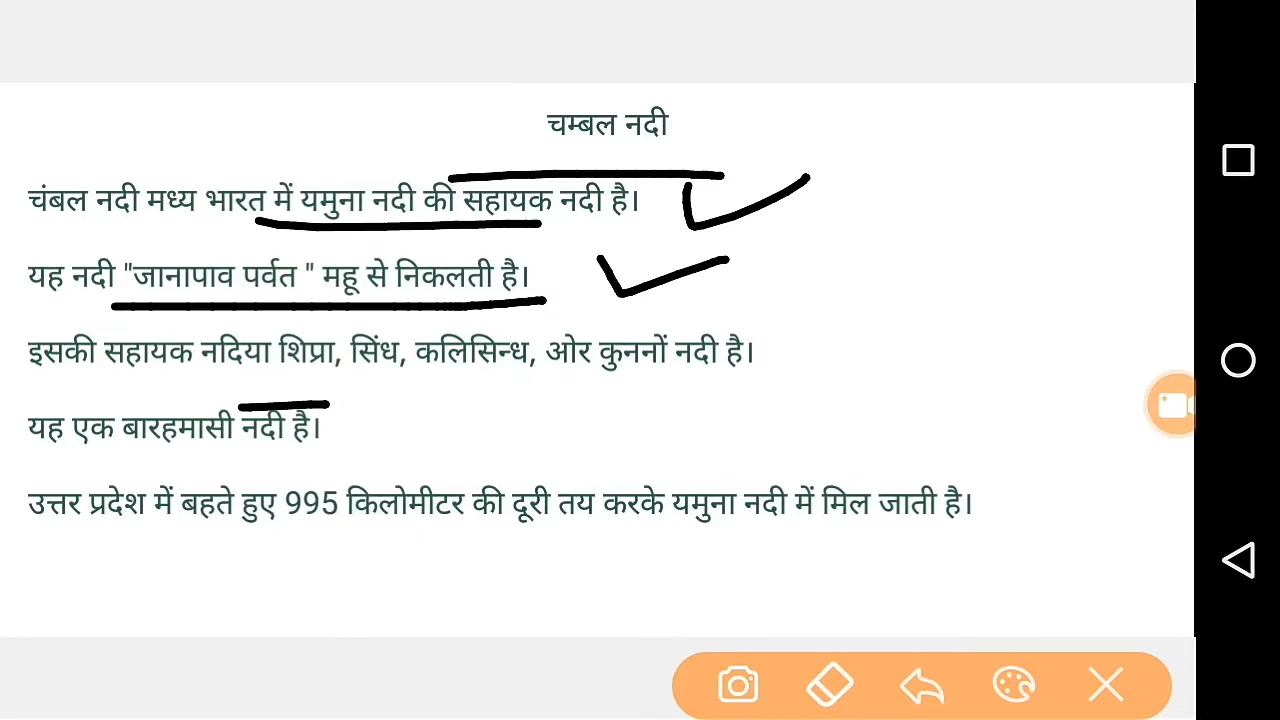 चम्बल नदी
चंबल नदी मध्य भारत में यमुना नदी की सहायक नदी है।
यह नदी "जानापाव पर्वत " महू से निकलती है।
इसकी सहायक नदिया शिप्रा, सिंध, कलिसिन्ध, ओर कुननों नदी है।
यह एक बारहमासी नदी है।
उत्तर प्रदेश में बहते हुए 995 किलोमीटर की दूरी तय करके यमुना नदी में मिल जाती है।